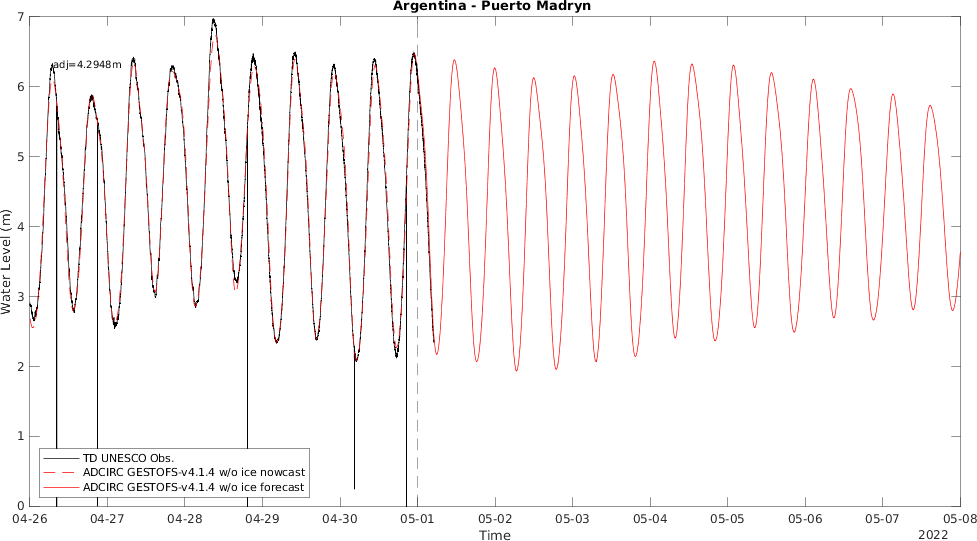 Argentina - Puerto Madryn
7
6
5
4
3
2
1
0
Water Level (m)
adj=4.2948m
TD UNESCO Obs.
ADCIRC GESTOFS-v4.1.4 w/o ice nowcast
ADCIRC GESTOFS-v4.1.4 w/o ice forecast
04-26 04-27 04-28 04-29 04-30 05-01 05-02 05-03 05-04 05-05 05-06 05-07 05-08
Time
2022